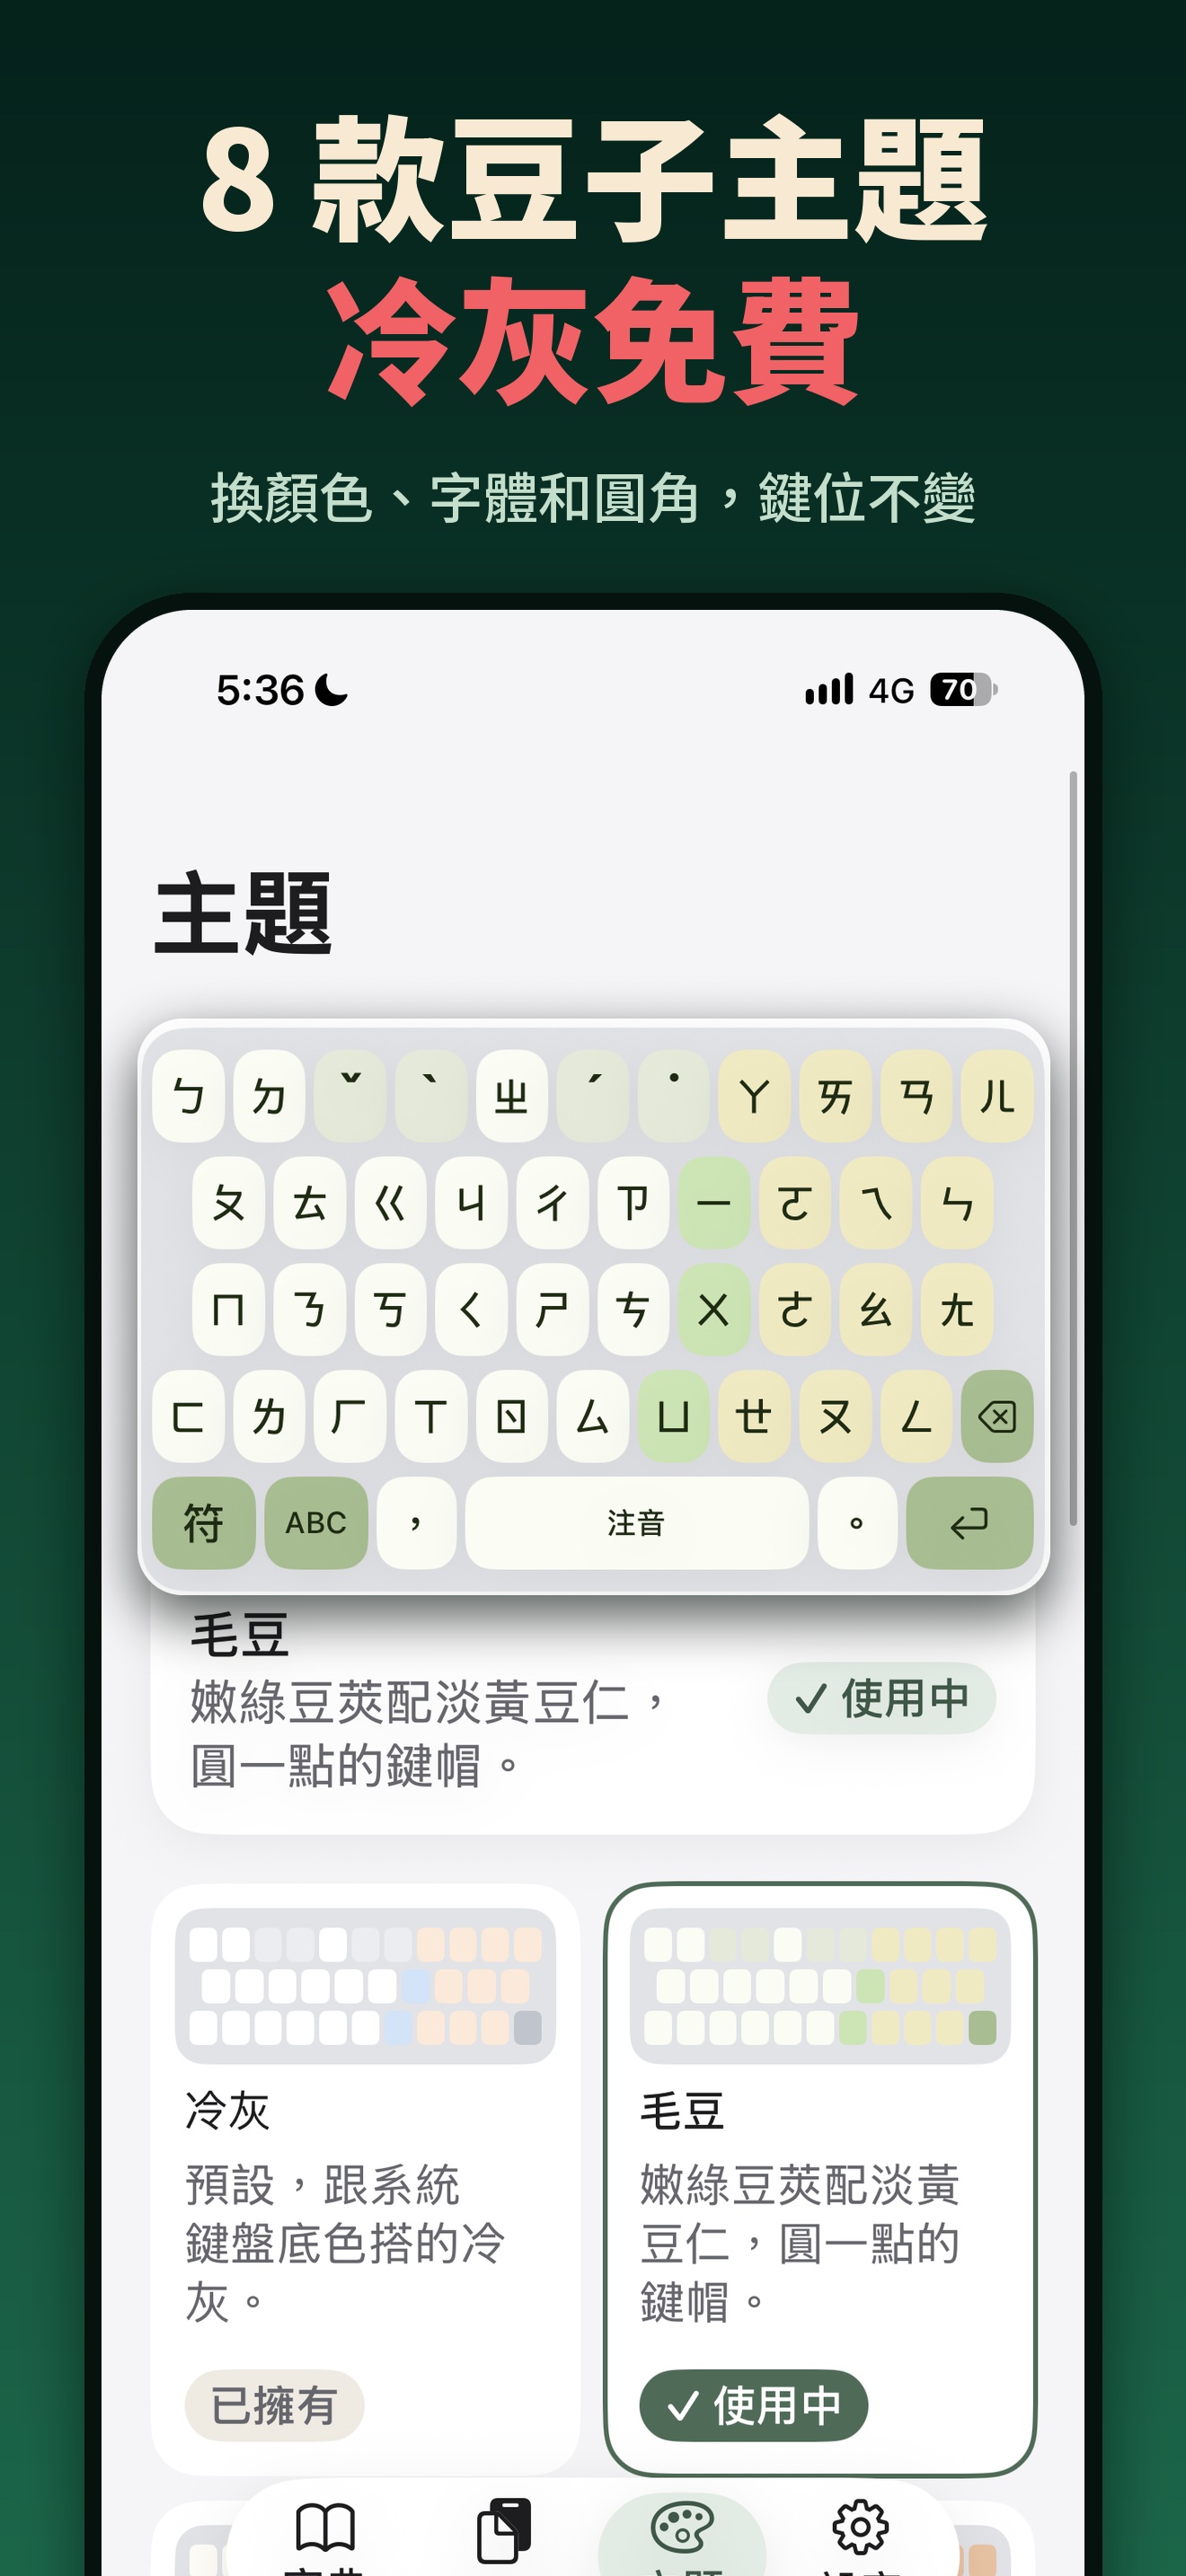 8 款豆子主題
冷灰免費
換顏色、字體和圓角，鍵位不變
5:36 4G 70
主題
ㄅ ㄉ ˇ ˋ ㄓ ˊ ˙ ㄚ ㄞ ㄢ ㄦ
ㄆ ㄊ ㄍ ㄐ ㄔ ㄗ ㄧ ㄛ ㄟ ㄣ
ㄇ ㄋ ㄎ ㄑ ㄕ ㄘ ㄨ ㄜ ㄠ ㄤ
ㄈ ㄌ ㄏ ㄒ ㄖ ㄙ ㄩ ㄝ ㄡ ㄥ
符 ABC ， 注音 。
毛豆
嫩綠豆莢配淡黃豆仁，
圓一點的鍵帽。
✓ 使用中
冷灰
預設，跟系統
鍵盤底色搭的冷
灰。
已擁有
毛豆
嫩綠豆莢配淡黃
豆仁，圓一點的
鍵帽。
✓ 使用中